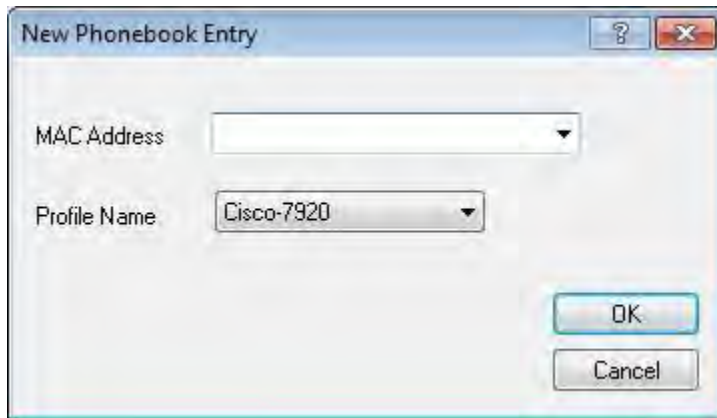 New Phonebook Entry
MAC Address
Profile Name
Cisco-7920
OK
Cancel